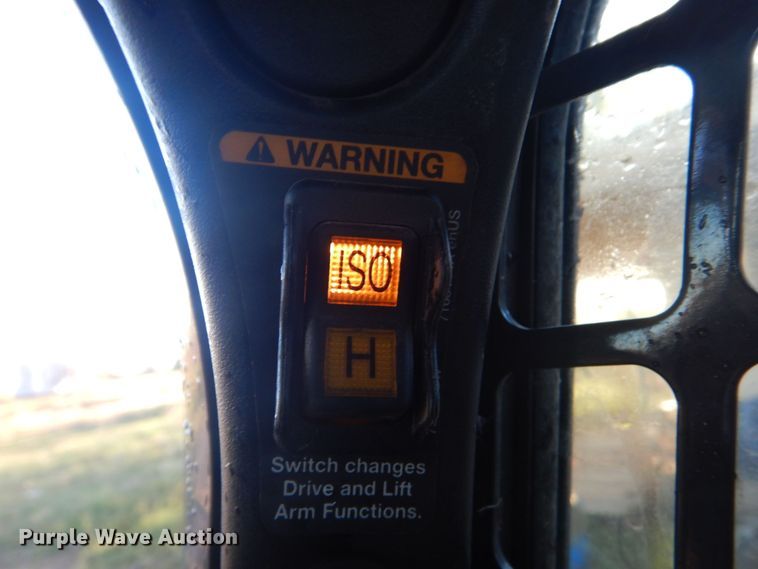 WARNING
ISO
H
Switch changes
Drive and Lift
Arm Functions.
Purple Wave Auction